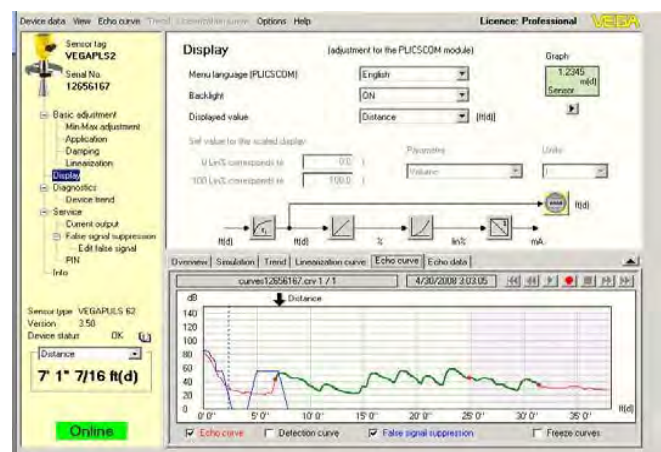 Device data View Echo curve Trend Linearization curve Options Help Licence: Professional VEGA
Sensor tag
VEGAPLS2
Serial No.
12656167
Basic adjustment
Min-Max adjustment
Application
Damping
Linearization
Display
Diagnostics
Device trend
Service
Current output
False signal suppression
Edit false signal
PIN
Info
Sensor type VEGAPULS 62
Version 3.50
Device status OK
Distance
7' 1" 7/16 ft(d)
Online
Display (adjustment for the PLICSCOM module)
Graph
Menu language (PLICSCOM) English
1.2345
m(d)
Sensor
Backlight ON
Displayed value Distance [ft(d)]
Set value for the scaled display
Parameter Units
0 Lin% corresponds to 0.0
Volume
100 Lin% corresponds to 100.0
ft(d)
ft(d) ft(d) % lin% mA
Overview Simulation Trend Linearization curve Echo curve Echo data
curves12656167.crv 1 / 1 4/30/2008 3:03:05
dB Distance
140
120
100
80
60
40
20
0
0'0" 5'0" 10'0" 15'0" 20'0" 25'0" 30'0" 35'0" ft(d)
Echo curve Detection curve False signal suppression Freeze curves